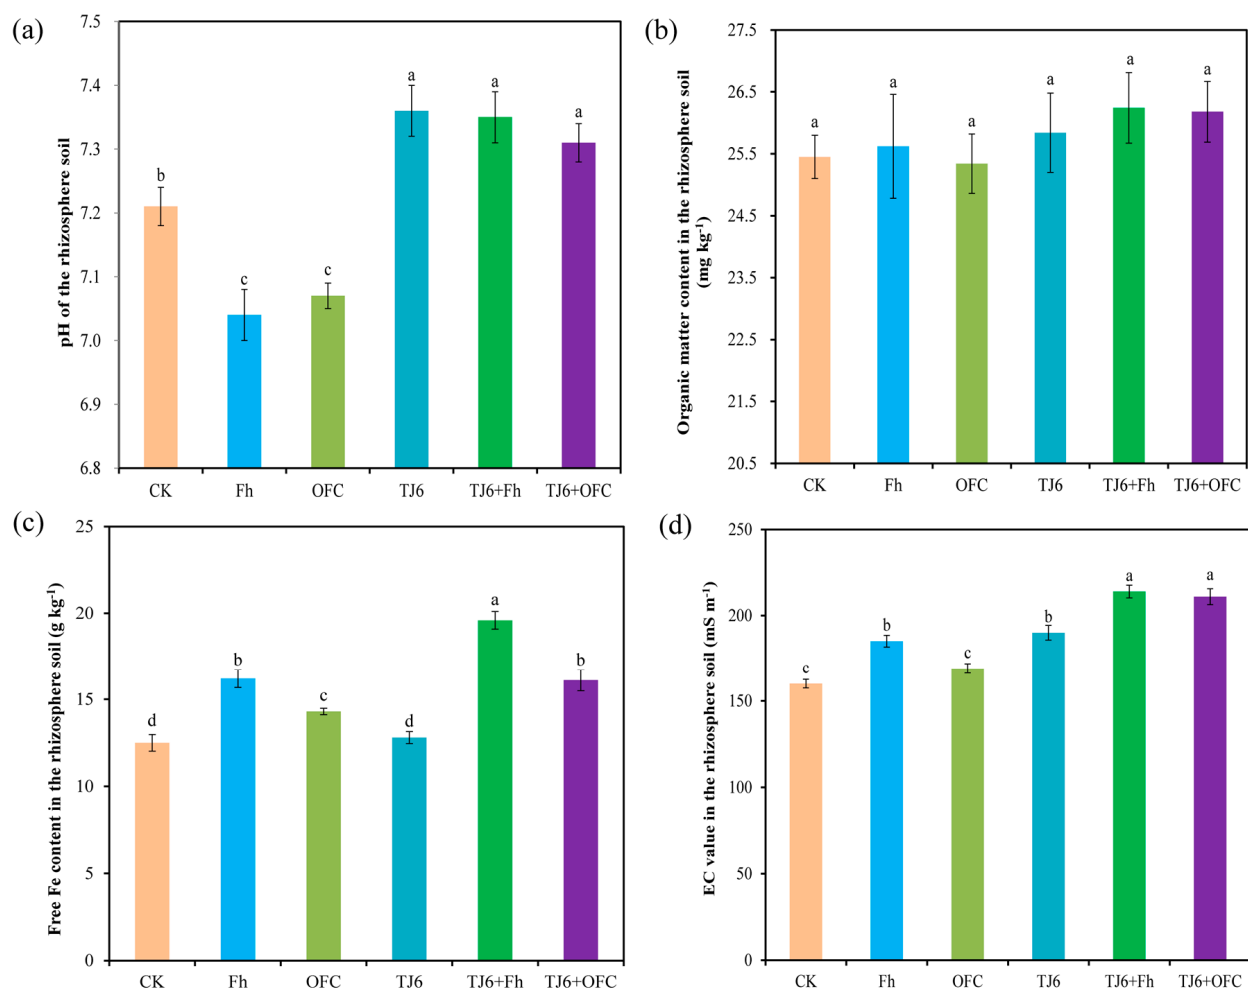 (a)
pH of the rhizosphere soil
7.5
7.4
7.3
7.2
7.1
7.0
6.9
6.8
b
c
c
a
a
a
CK
Fh
OFC
TJ6
TJ6+Fh
TJ6+OFC
(b)
Organic matter content in the rhizosphere soil
(mg kg-1)
27.5
26.5
25.5
24.5
23.5
22.5
21.5
20.5
a
a
a
a
a
a
CK
Fh
OFC
TJ6
TJ6+Fh
TJ6+OFC
(c)
Free Fe content in the rhizosphere soil (g kg-1)
25
20
15
10
5
0
d
b
c
d
a
b
CK
Fh
OFC
TJ6
TJ6+Fh
TJ6+OFC
(d)
EC value in the rhizosphere soil (mS m-1)
250
200
150
100
50
0
c
b
c
b
a
a
CK
Fh
OFC
TJ6
TJ6+Fh
TJ6+OFC